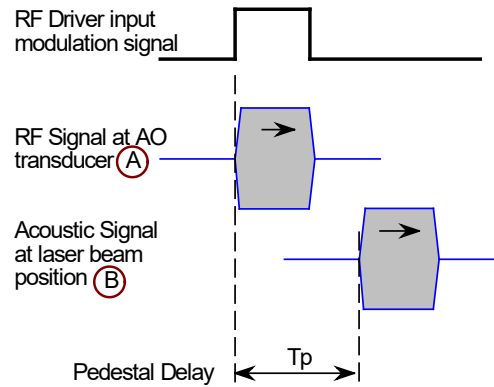 RF Driver input
modulation signal
RF Signal at AO
transducer A
Acoustic Signal
at laser beam
position B
Tp
Pedestal Delay